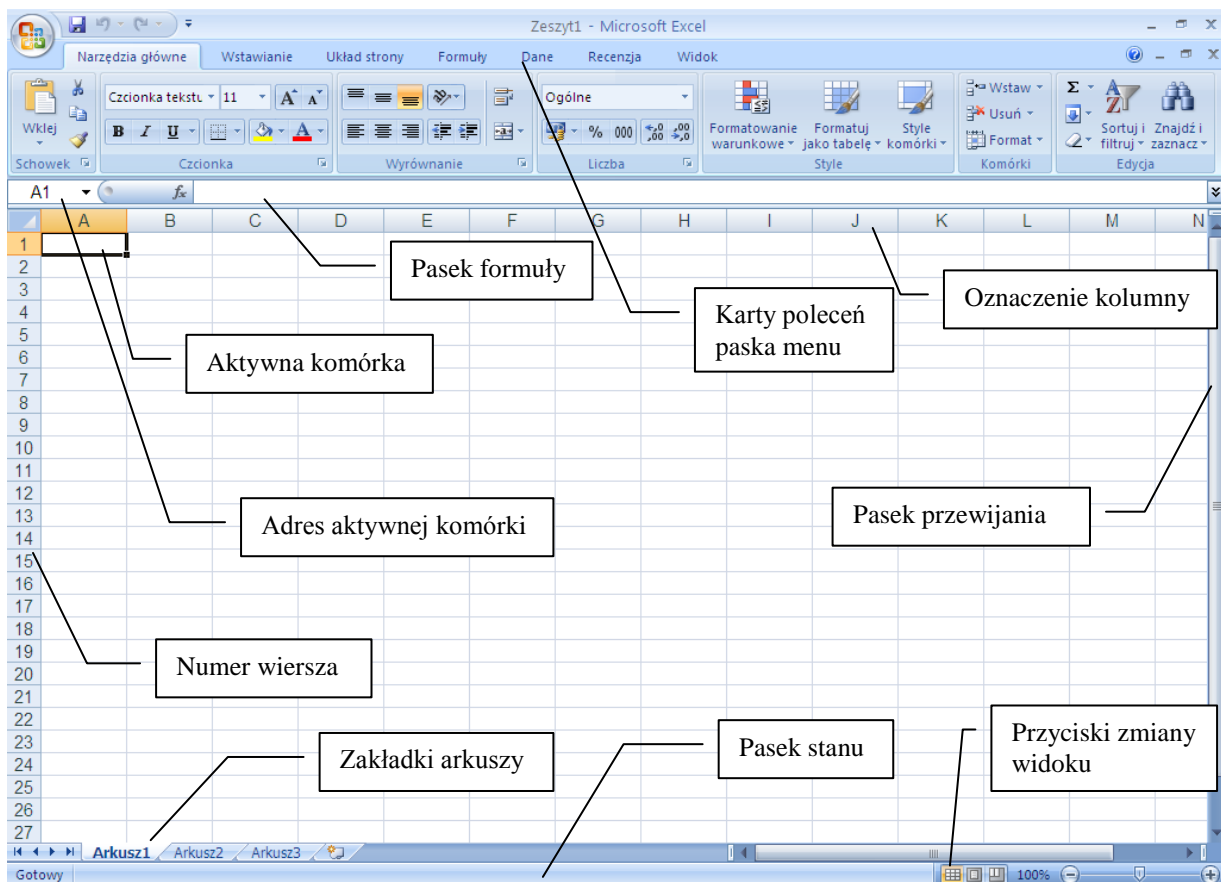 Zeszyt1 - Microsoft Excel
Narzędzia główne Wstawianie Układ strony Formuły Dane Recenzja Widok
Wklej
Schowek
Czcionka tekstu 11
B I U A
Czcionka
Wyrównanie
Ogólne
% 000 ,00 ,00
Liczba
Formatowanie warunkowe
Formatuj jako tabelę
Style komórki
Style
Wstaw
Usuń
Format
Komórki
Σ
Sortuj i filtruj
Znajdź i zaznacz
Edycja
A1 fx
A B C D E F G H I J K L M N
1
2
3
4
5
6
7
8
9
10
11
12
13
14
15
16
17
18
19
20
21
22
23
24
25
26
27
Pasek formuły
Oznaczenie kolumny
Karty poleceń
paska menu
Aktywna komórka
Adres aktywnej komórki
Pasek przewijania
Numer wiersza
Zakładki arkuszy
Pasek stanu
Przyciski zmiany
widoku
Arkusz1 Arkusz2 Arkusz3
Gotowy 100%